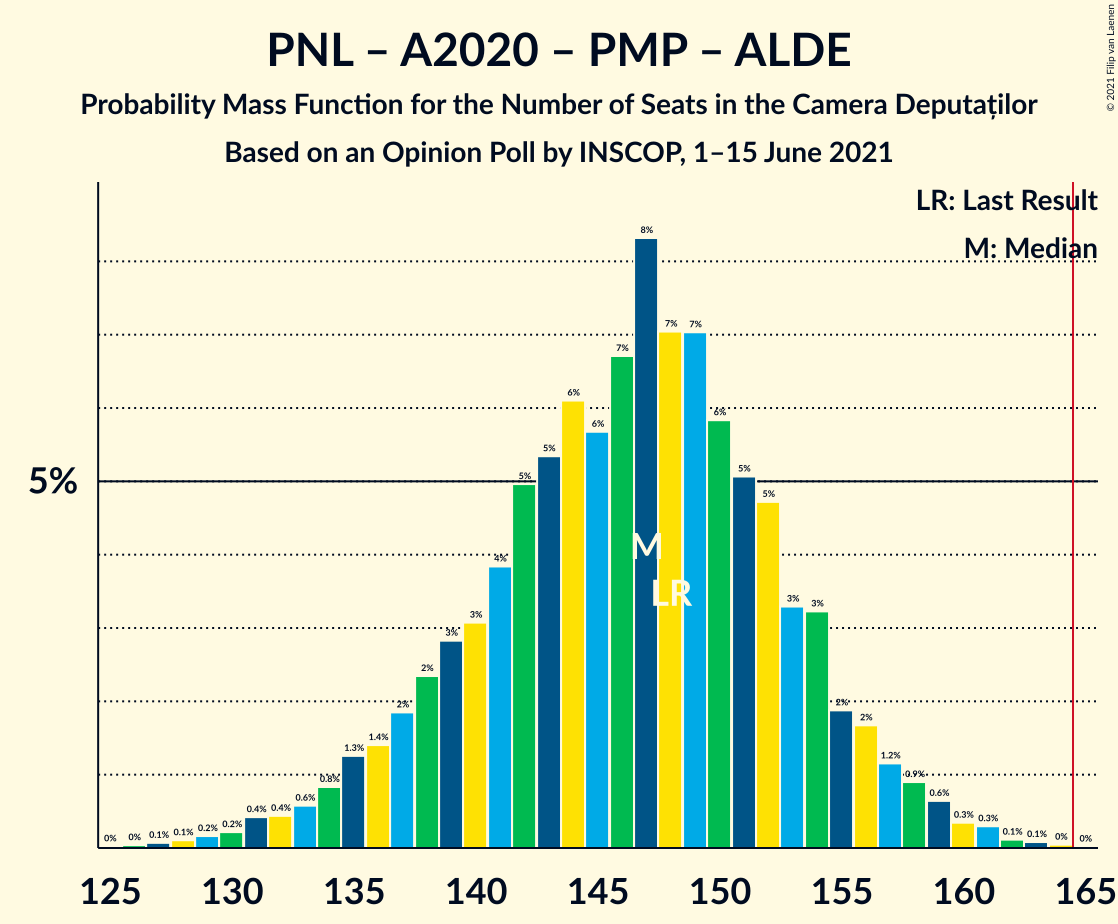 PNL – A2020 – PMP – ALDE
Probability Mass Function for the Number of Seats in the Camera Deputaților
Based on an Opinion Poll by INSCOP, 1–15 June 2021
© 2021 Filip van Laenen
LR: Last Result
M: Median
5%
0% 0% 0.1% 0.1% 0.2% 0.2% 0.4% 0.4% 0.6% 0.8% 1.3% 1.4% 2% 2% 3% 3% 4% 5% 5% 6% 6% 7% 8% 7% 7% 6% 5% 5% 3% 3% 2% 2% 1.2% 0.9% 0.6% 0.3% 0.3% 0.1% 0.1% 0% 0%
M
LR
125 130 135 140 145 150 155 160 165